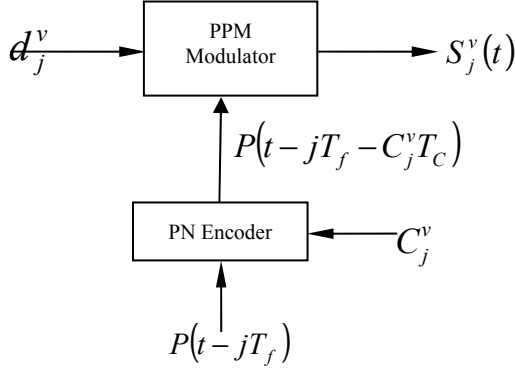 d_j^v
PPM
Modulator
S_j^v(t)
P(t − jT_f − C_j^v T_C)
PN Encoder
C_j^v
P(t − jT_f)